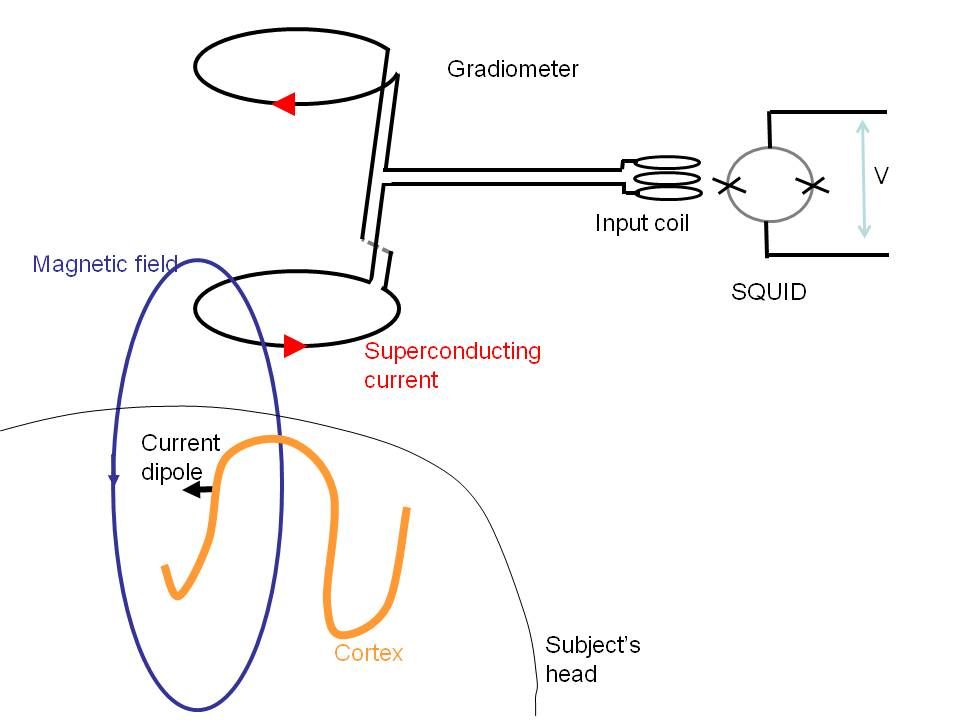 Gradiometer
V
Input coil
Magnetic field
SQUID
Superconducting
current
Current
dipole
Subject's
head
Cortex